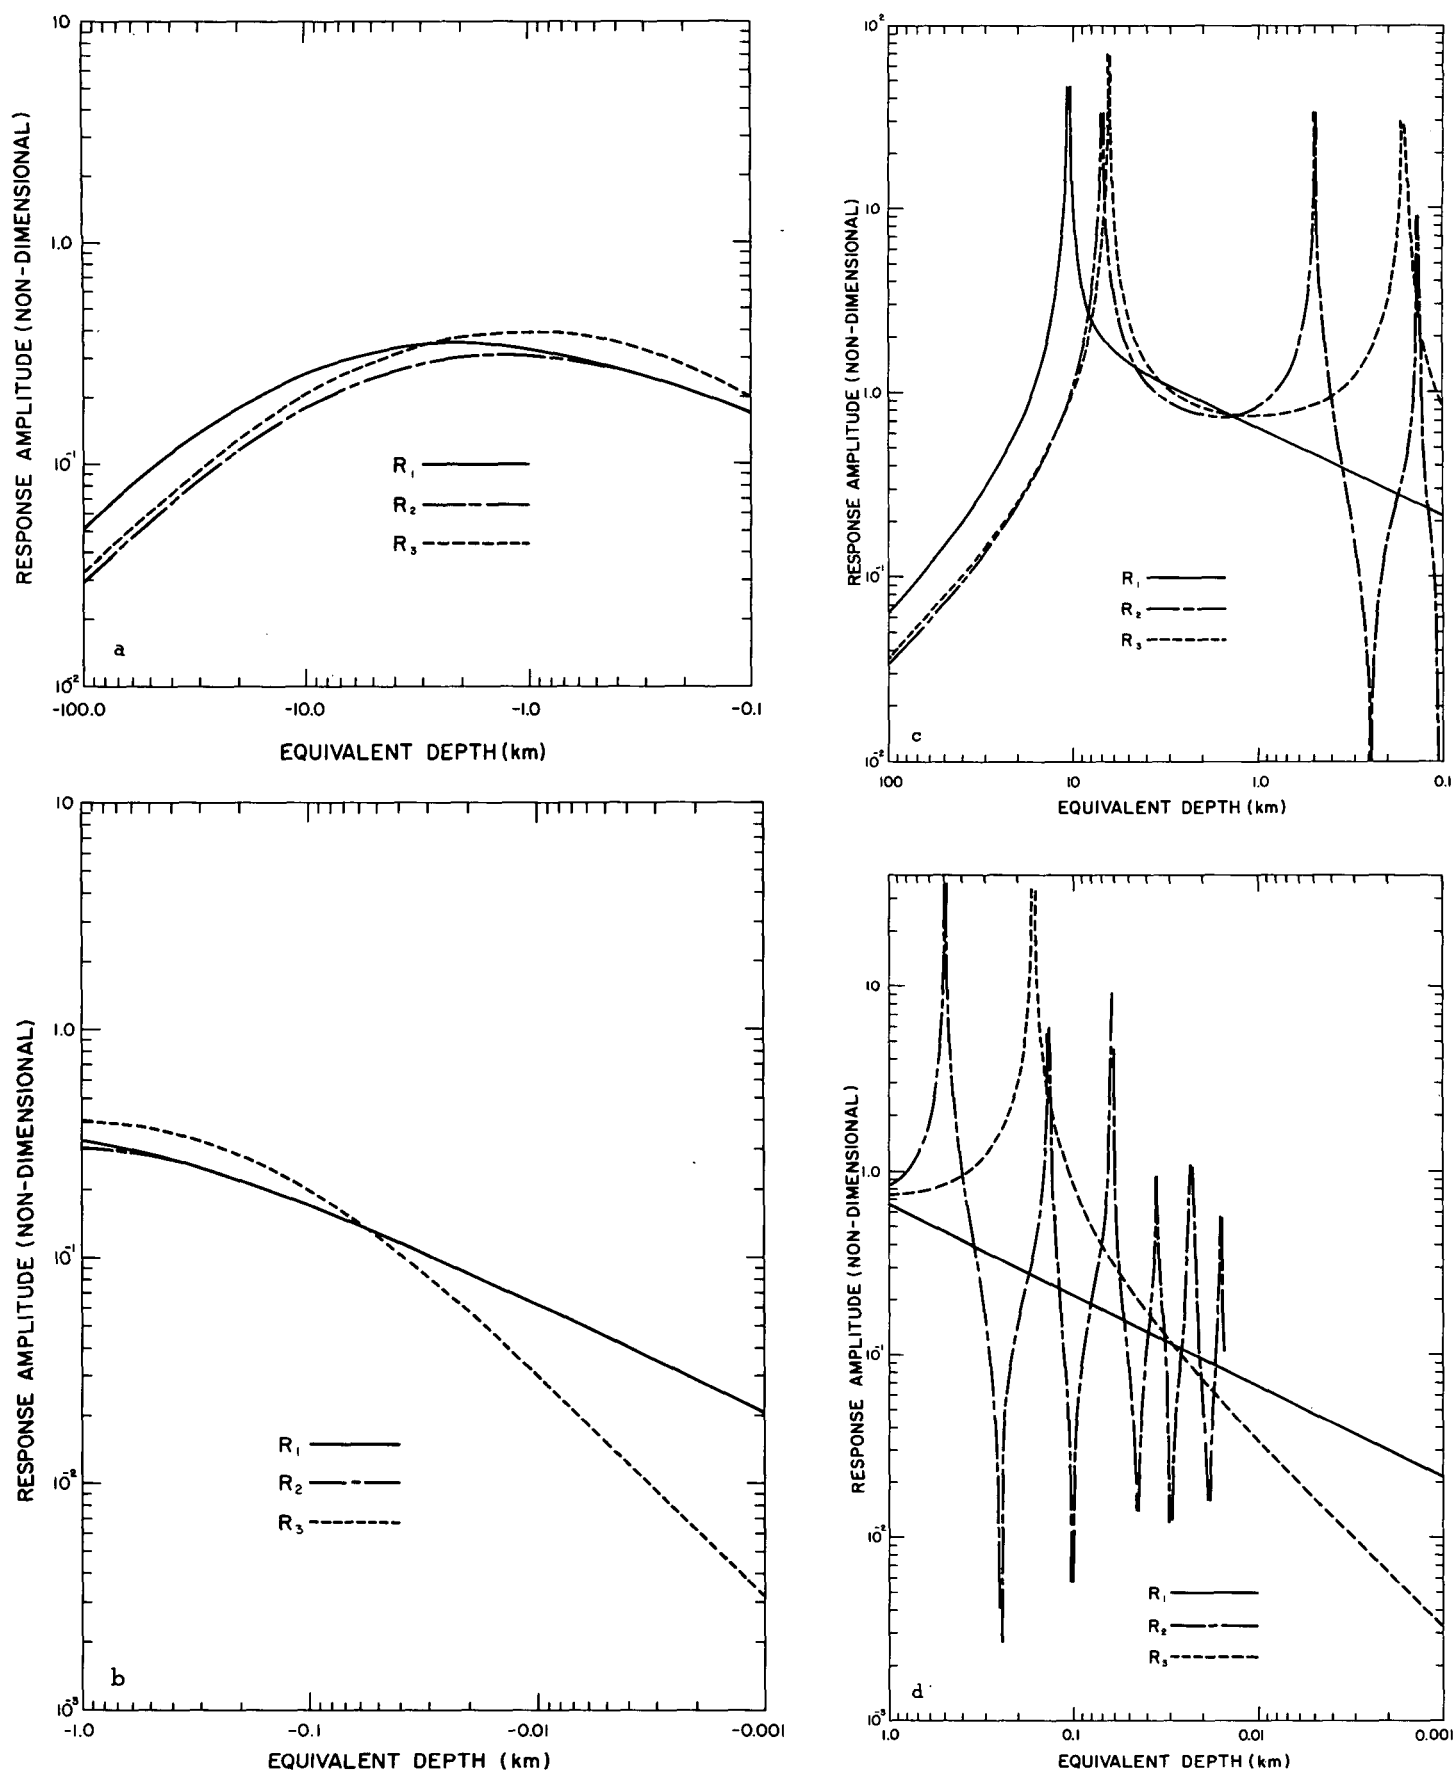 RESPONSE AMPLITUDE (NON-DIMENSIONAL)
10
1.0
10⁻¹
10⁻²
R₁
R₂
R₃
a
-100.0 -10.0 -1.0 -0.1
EQUIVALENT DEPTH (km)
RESPONSE AMPLITUDE (NON-DIMENSIONAL)
10
1.0
10⁻¹
10⁻²
10⁻³
R₁
R₂
R₃
b
-1.0 -0.1 -0.01 -0.001
EQUIVALENT DEPTH (km)
RESPONSE AMPLITUDE (NON-DIMENSIONAL)
10²
10
1.0
10⁻¹
10⁻²
R₁
R₂
R₃
c
100 10 1.0 0.1
EQUIVALENT DEPTH (km)
RESPONSE AMPLITUDE (NON-DIMENSIONAL)
10
1.0
10⁻¹
10⁻²
10⁻³
R₁
R₂
R₃
d
1.0 0.1 0.01 0.001
EQUIVALENT DEPTH (km)